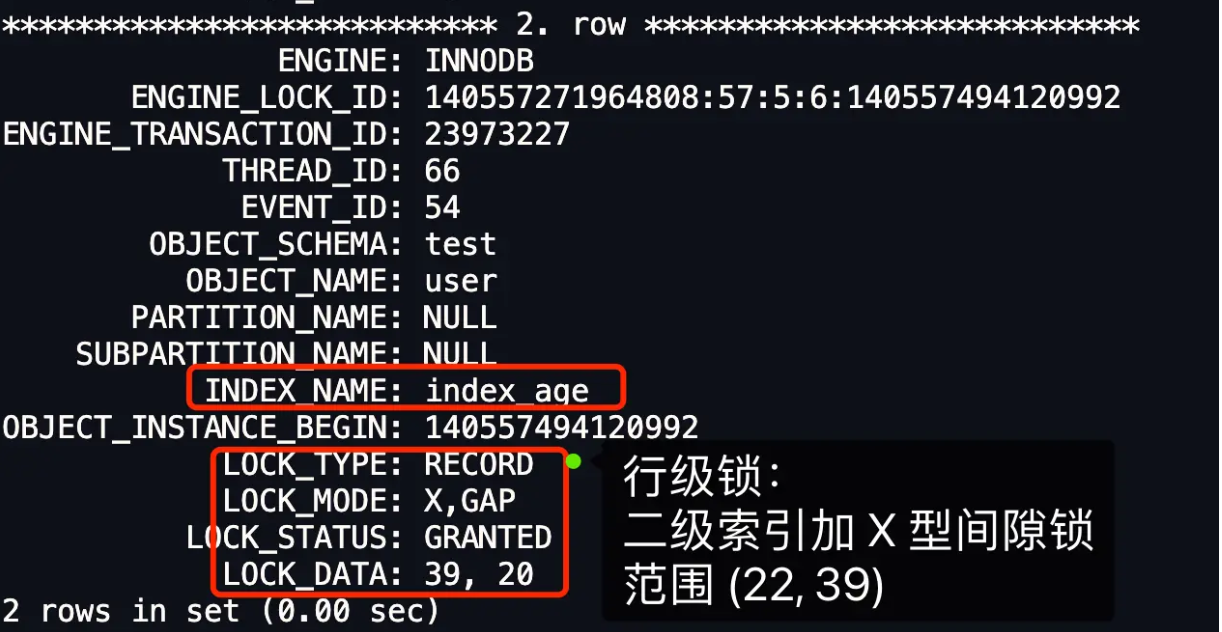 *************************** 2. row ***************************
ENGINE: INNODB
ENGINE_LOCK_ID: 140557271964808:57:5:6:140557494120992
ENGINE_TRANSACTION_ID: 23973227
THREAD_ID: 66
EVENT_ID: 54
OBJECT_SCHEMA: test
OBJECT_NAME: user
PARTITION_NAME: NULL
SUBPARTITION_NAME: NULL
INDEX_NAME: index_age
OBJECT_INSTANCE_BEGIN: 140557494120992
LOCK_TYPE: RECORD
LOCK_MODE: X,GAP
LOCK_STATUS: GRANTED
LOCK_DATA: 39, 20
2 rows in set (0.00 sec)
行级锁：
二级索引加 X 型间隙锁
范围 (22, 39)